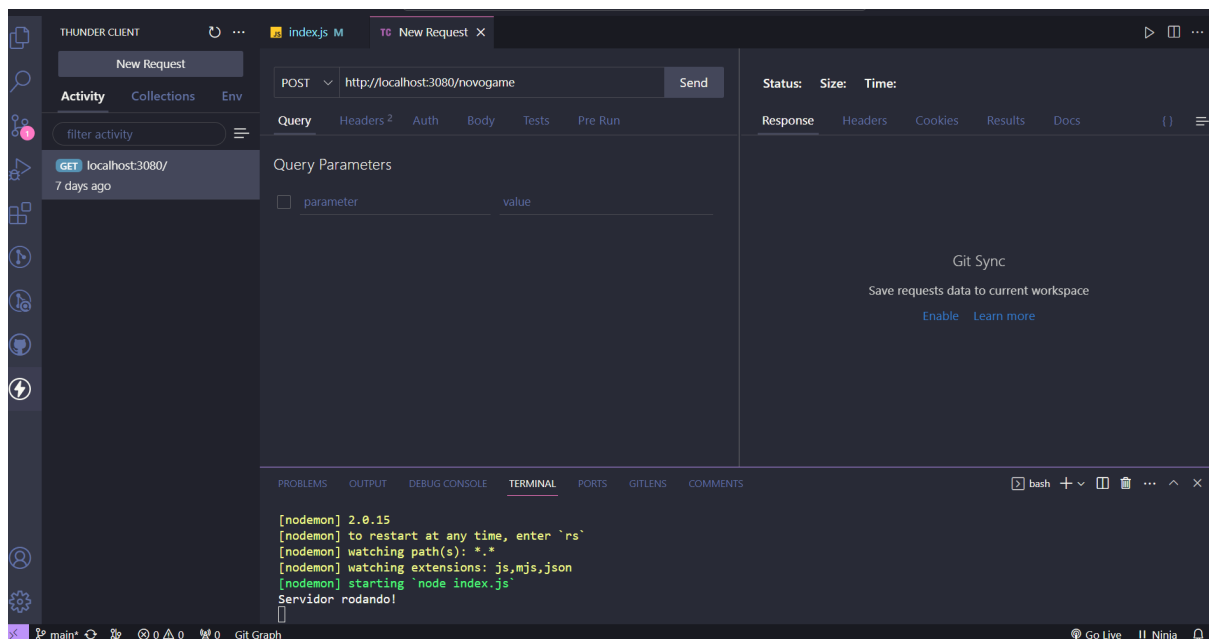 THUNDER CLIENT
New Request
Activity Collections Env
filter activity
GET localhost:3080/
7 days ago
1
JS index.js M
TC New Request
POST http://localhost:3080/novogame Send
Query Headers 2 Auth Body Tests Pre Run
Query Parameters
parameter value
Status: Size: Time:
Response Headers Cookies Results Docs { }
Git Sync
Save requests data to current workspace
Enable Learn more
PROBLEMS OUTPUT DEBUG CONSOLE TERMINAL PORTS GITLENS COMMENTS
bash
[nodemon] 2.0.15
[nodemon] to restart at any time, enter `rs`
[nodemon] watching path(s): *.*
[nodemon] watching extensions: js,mjs,json
[nodemon] starting `node index.js`
Servidor rodando!
main* 0 0 0 Git Graph
Go Live Ninja